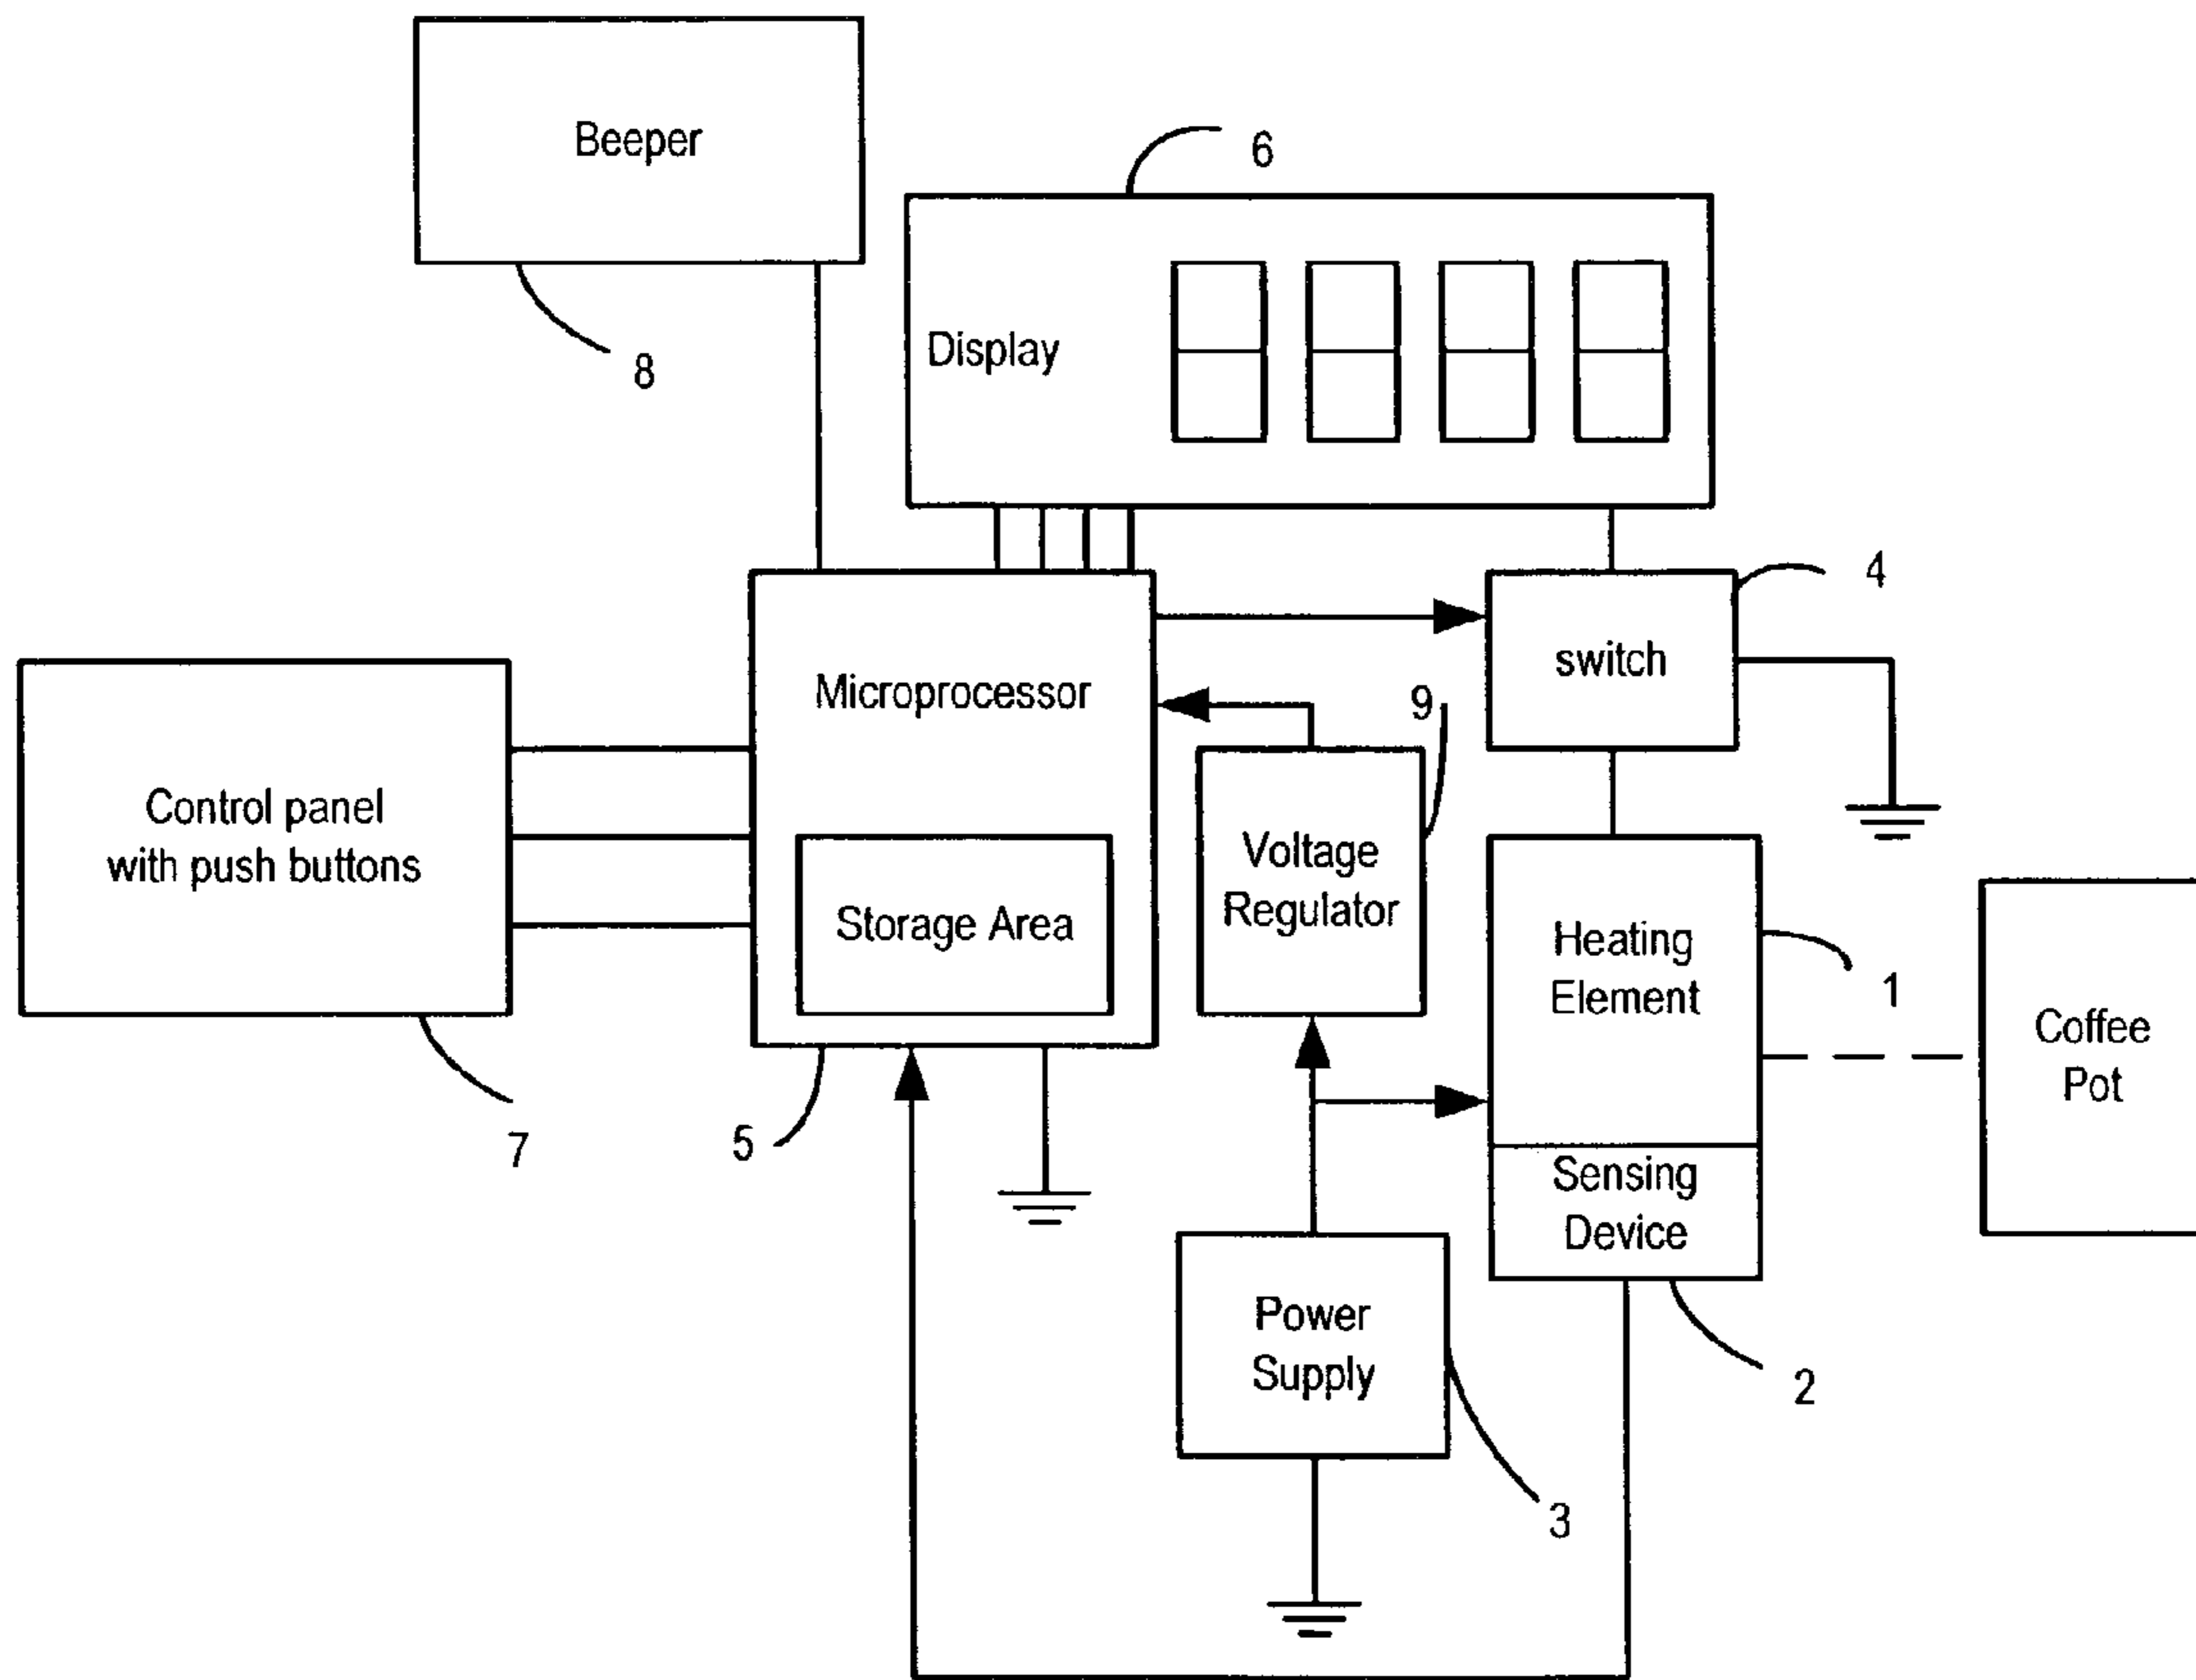 Beeper
6
Display
8
4
switch
Microprocessor
9
Control panel
with push buttons
Voltage
Regulator
Storage Area
Heating
Element
1
Coffee
Pot
7
5
Sensing
Device
Power
Supply
2
3